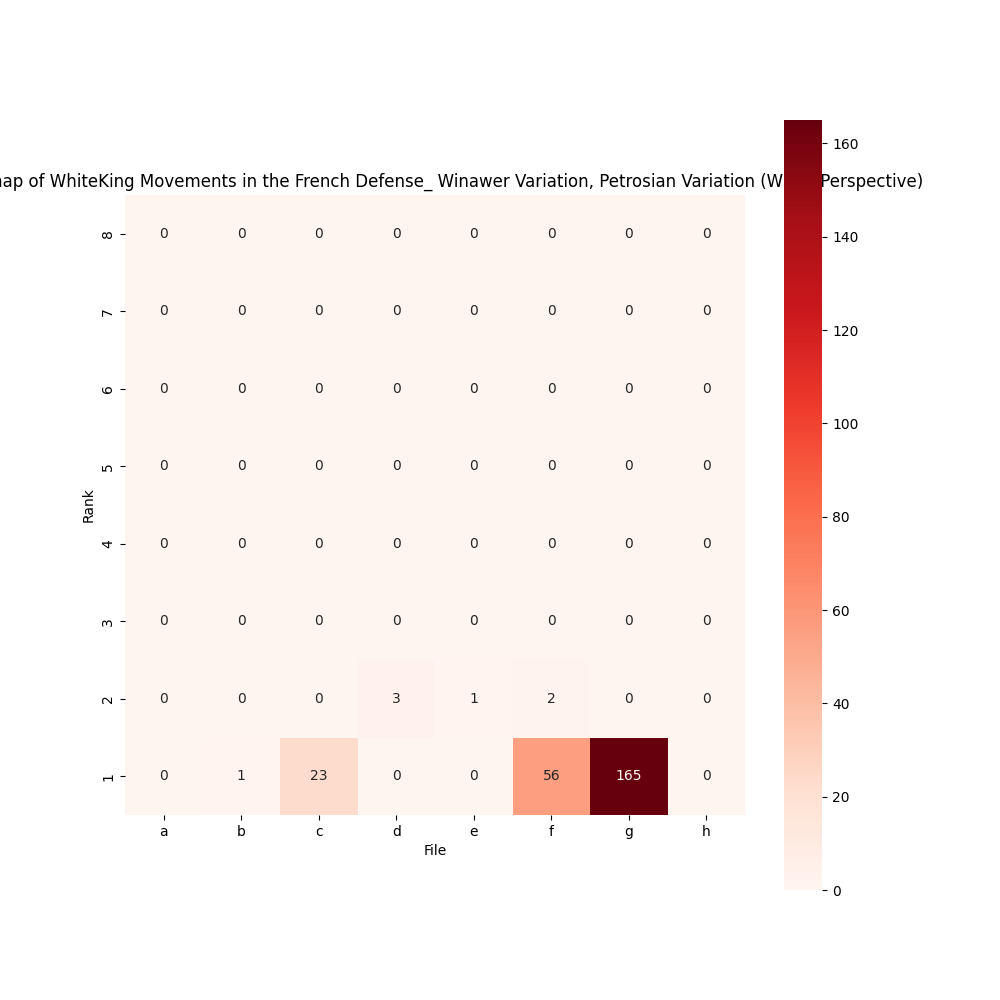 of WhiteKing Movements in the French Defense_ Winawer Variation, Petrosian Variation ( Perspective)
160
140
120
100
80
60
40
20
0
Rank
8 0 0 0 0 0 0 0 0
7 0 0 0 0 0 0 0 0
6 0 0 0 0 0 0 0 0
5 0 0 0 0 0 0 0 0
4 0 0 0 0 0 0 0 0
3 0 0 0 0 0 0 0 0
2 0 0 0 3 1 2 0 0
1 0 1 23 0 0 56 165 0
a b c d e f g h
File